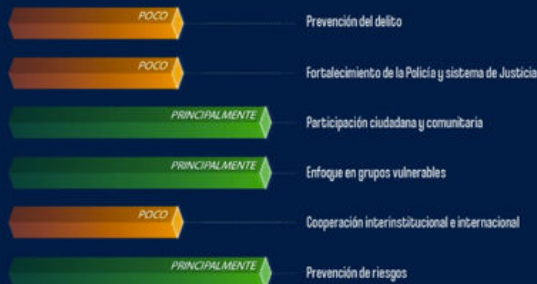 POCO
Prevención del delito
POCO
Fortalecimiento de la Policía y sistema de Justicia
PRINCIPALMENTE
Participación ciudadana y comunitaria
PRINCIPALMENTE
Enfoque en grupos vulnerables
POCO
Cooperación interinstitucional e internacional
PRINCIPALMENTE
Prevención de riesgos